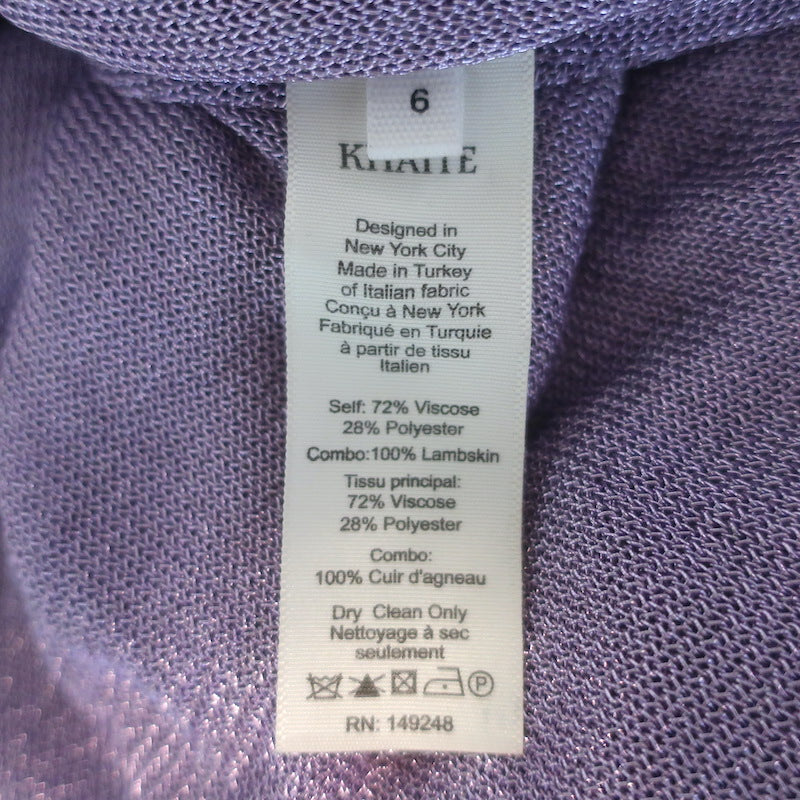 6
KHAITE
Designed in
New York City
Made in Turkey
of Italian fabric
Conçu à New York
Fabriqué en Turquie
à partir de tissu
Italien
Self: 72% Viscose
28% Polyester
Combo:100% Lambskin
Tissu principal:
72% Viscose
28% Polyester
Combo:
100% Cuir d'agneau
Dry Clean Only
Nettoyage à sec
seulement
P
RN: 149248